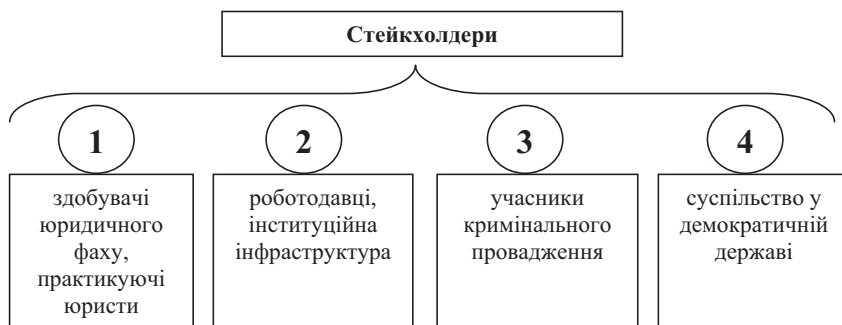 Стейкхолдери
1
здобувачі
юридичного
фаху,
практикуючі
юристи
2
роботодавці,
інституційна
інфраструктура
3
учасники
кримінального
провадження
4
суспільство у
демократичній
державі